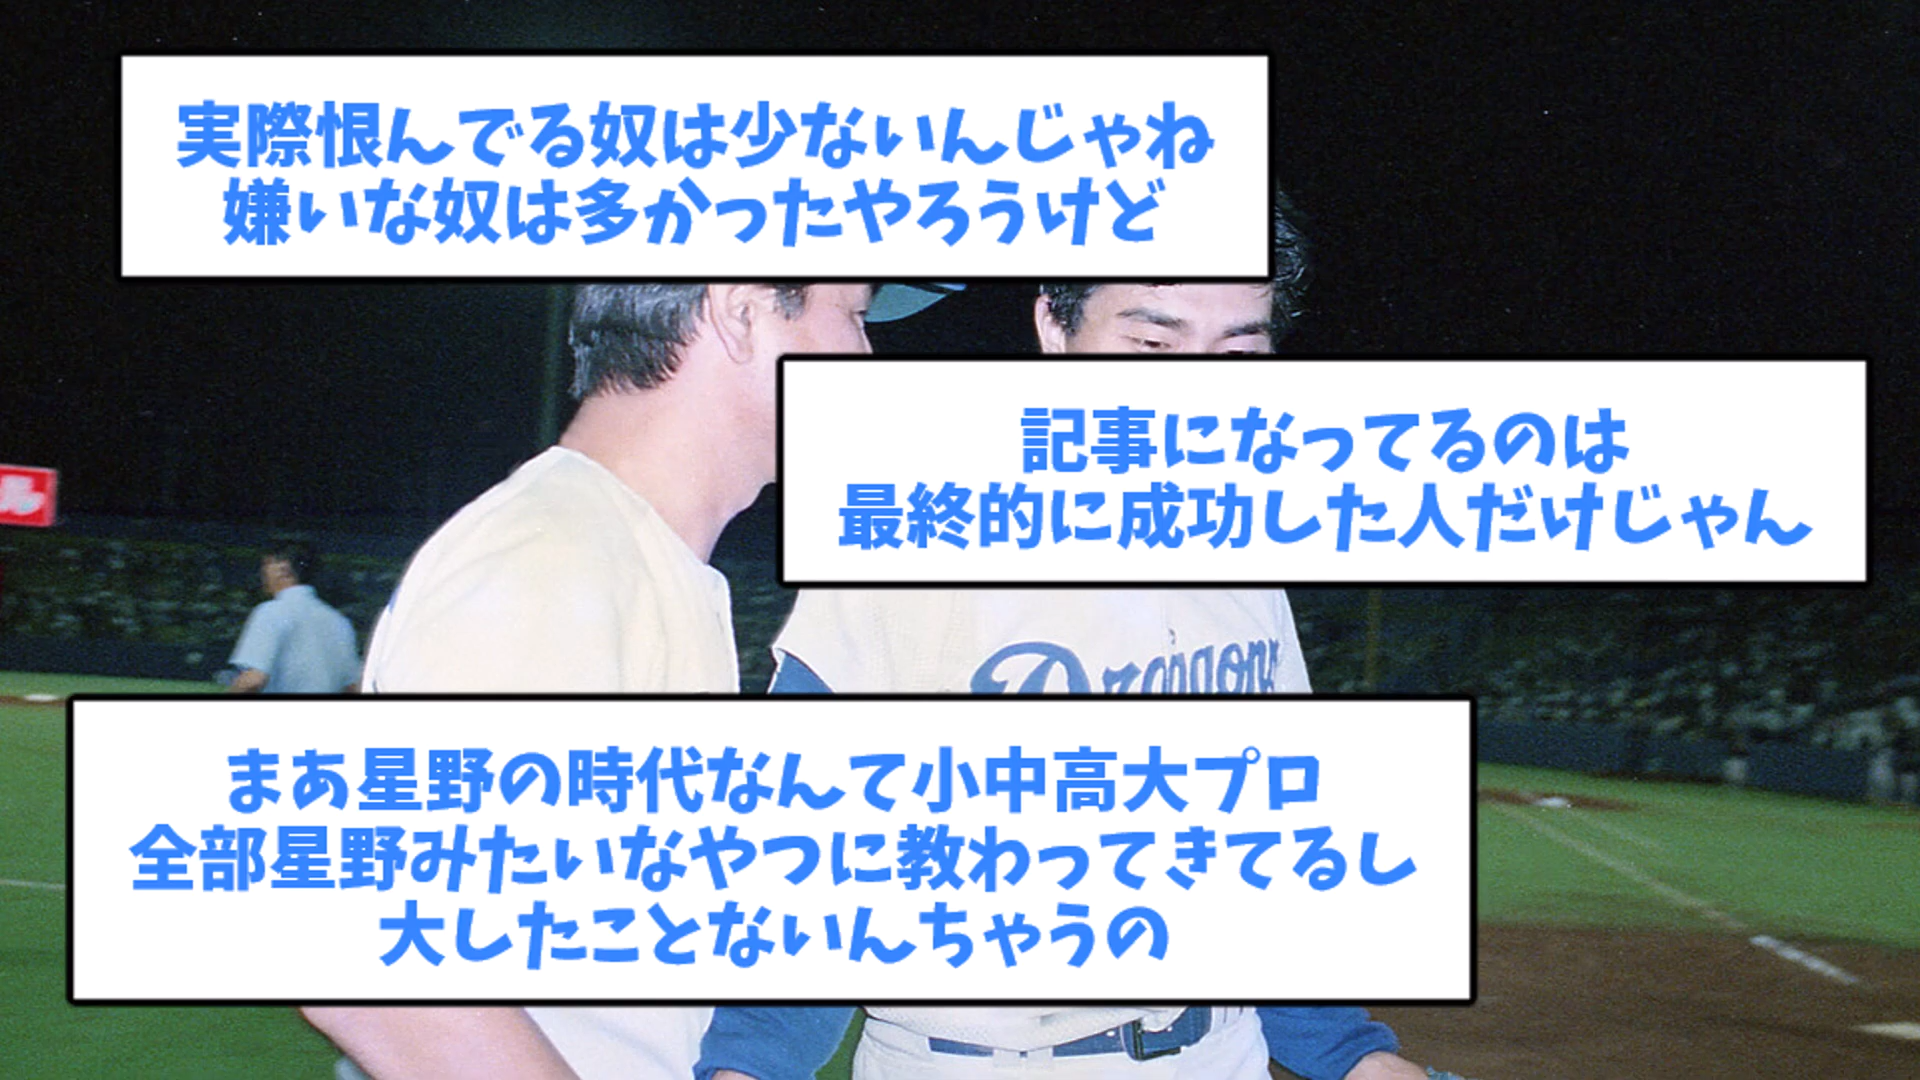 実際恨んでる奴は少ないんじゃね
嫌いな奴は多かったやろうけど
記事になってるのは
最終的に成功した人だけじゃん
ル
Dragons
まあ星野の時代なんて小中高大プロ
全部星野みたいなやつに教わってきてるし
大したことないんちゃうの